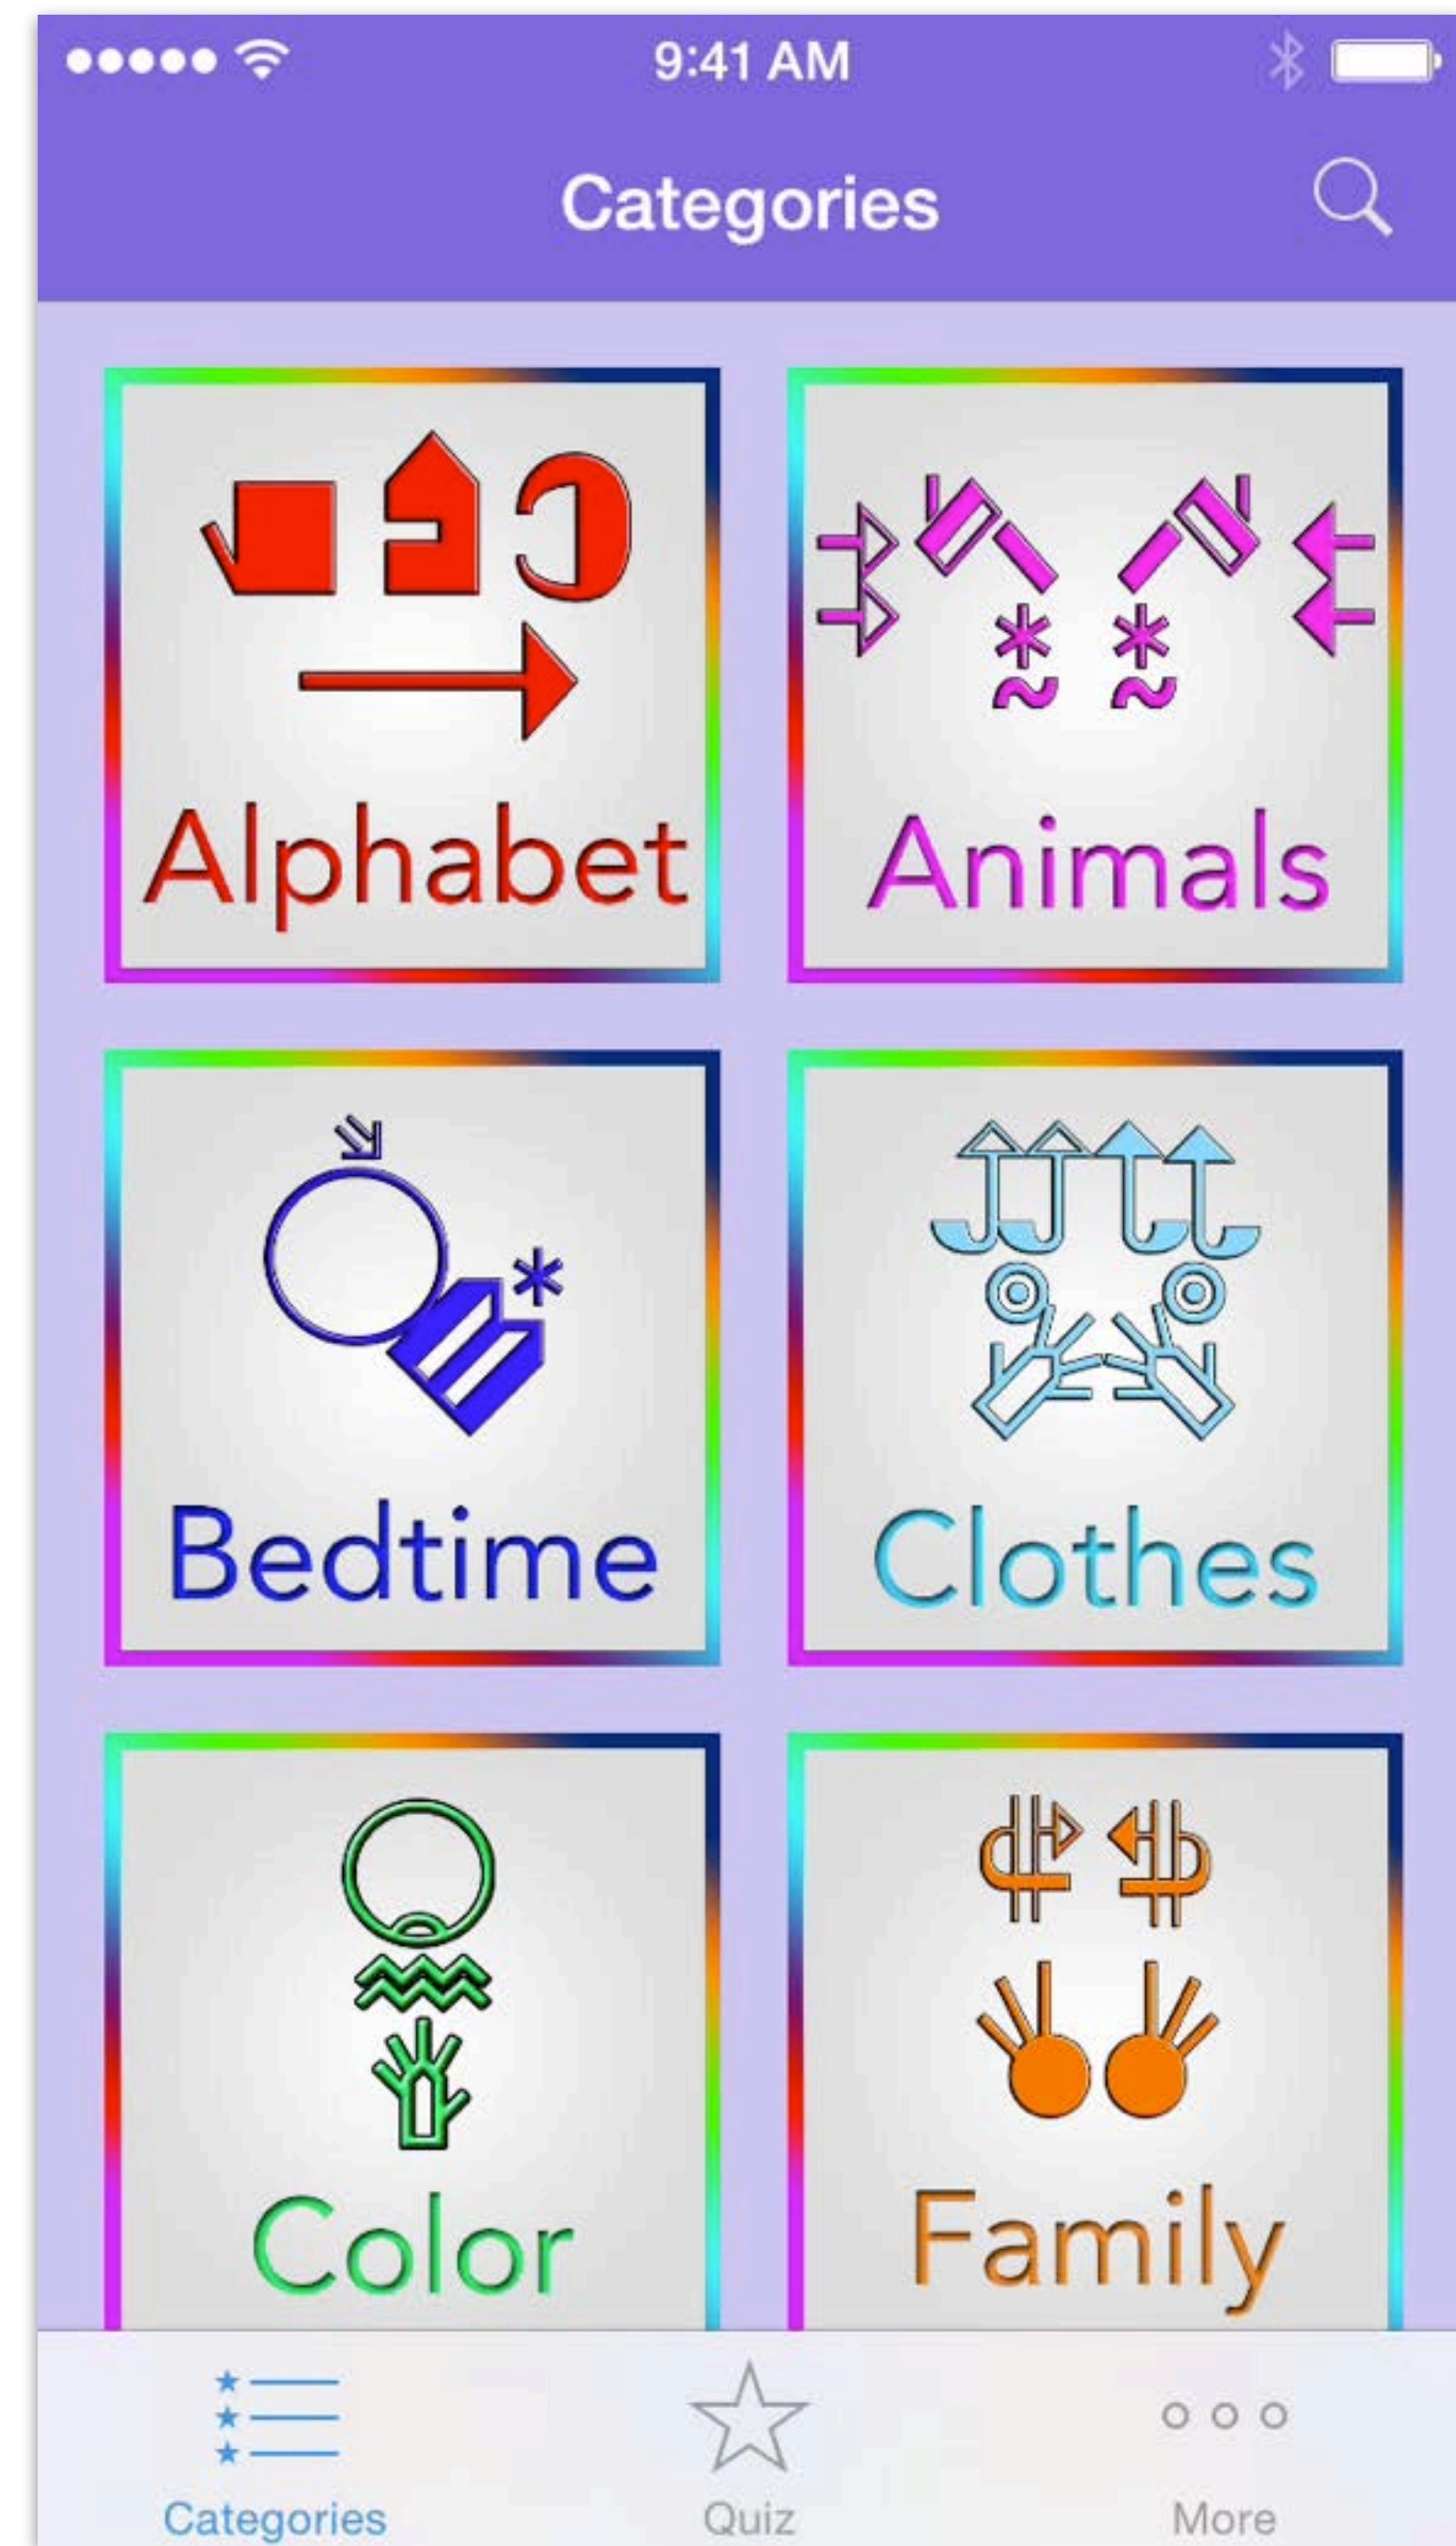 9:41 AM
Categories
Alphabet
Animals
Bedtime
Clothes
Color
Family
Categories
Quiz
More